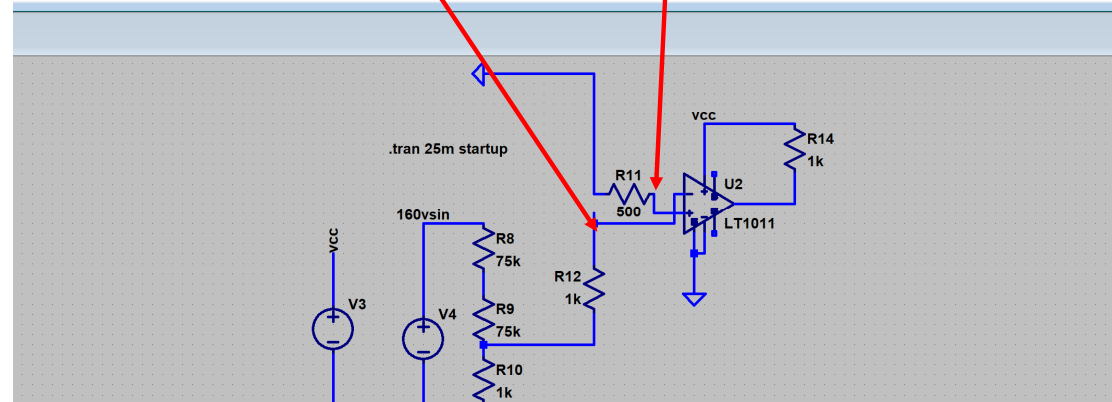 vcc
R14
1k
.tran 25m startup
R11
500
U2
LT1011
160vsin
vcc
R8
75k
R12
1k
V3
V4
R9
75k
R10
1k